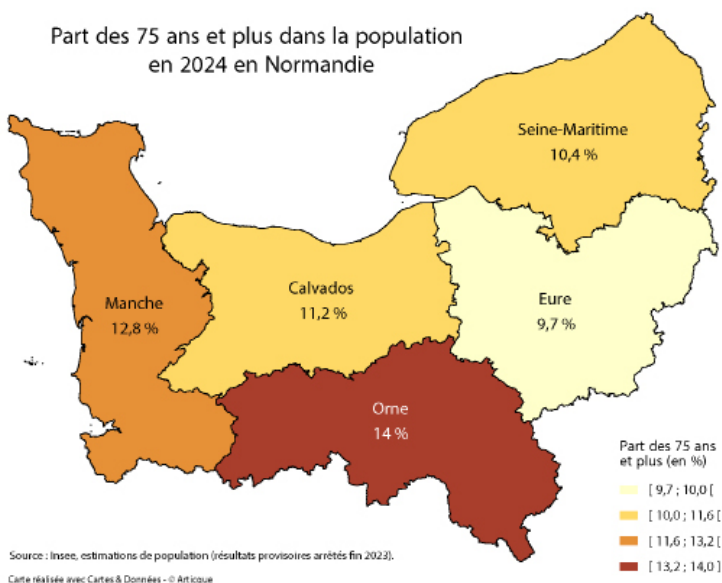 Part des 75 ans et plus dans la population
en 2024 en Normandie
Seine-Maritime
10,4 %
Manche
12,8 %
Calvados
11,2 %
Eure
9,7 %
Orne
14 %
Part des 75 ans
et plus (en %)
[ 9,7 ; 10,0 [
[ 10,0 ; 11,6 [
[ 11,6 ; 13,2 [
[ 13,2 ; 14,0 ]
Source : Insee, estimations de population (résultats provisoires arrêtés fin 2023).
Carte réalisée avec Cartes & Données - © Articque